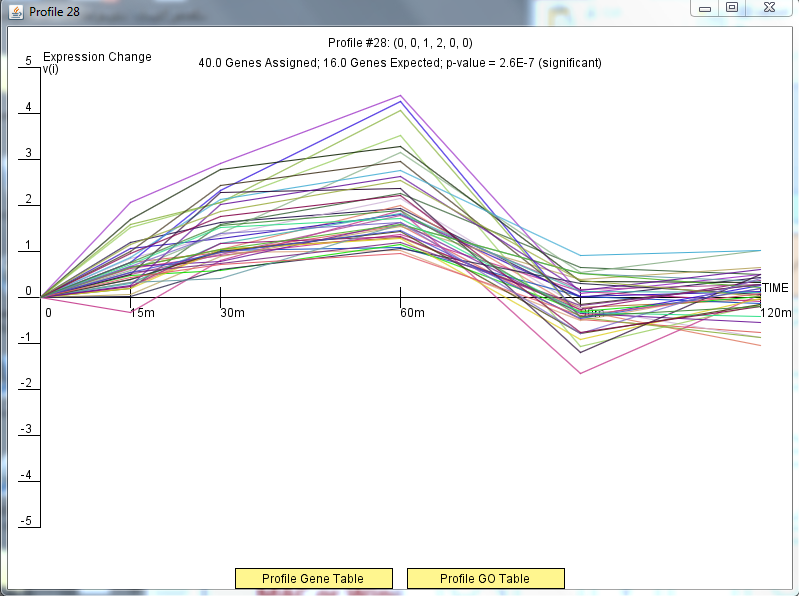 Profile 28
Profile #28: (0, 0, 1, 2, 0, 0)
40.0 Genes Assigned; 16.0 Genes Expected; p-value = 2.6E-7 (significant)
Expression Change
v(i)
5
4
3
2
1
0
-1
-2
-3
-4
-5
0
15m
30m
60m
90m
120m
TIME
Profile Gene Table
Profile GO Table